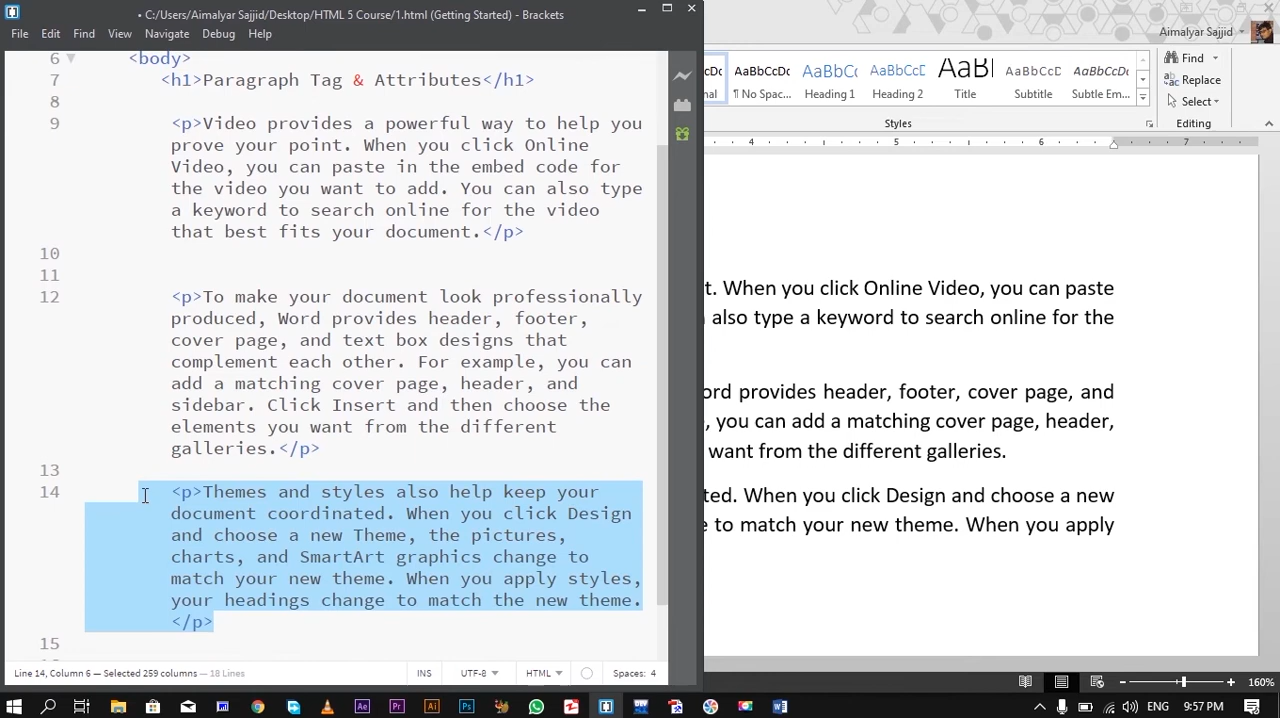 • C:/Users/Aimalyar Sajjid/Desktop/HTML 5 Course/1.html (Getting Started) - Brackets
File Edit Find View Navigate Debug Help
6 <body>
7 <h1>Paragraph Tag & Attributes</h1>
8
9 <p>Video provides a powerful way to help you
prove your point. When you click Online
Video, you can paste in the embed code for
the video you want to add. You can also type
a keyword to search online for the video
that best fits your document.</p>
10
11
12 <p>To make your document look professionally
produced, Word provides header, footer,
cover page, and text box designs that
complement each other. For example, you can
add a matching cover page, header, and
sidebar. Click Insert and then choose the
elements you want from the different
galleries.</p>
13
14 <p>Themes and styles also help keep your
document coordinated. When you click Design
and choose a new Theme, the pictures,
charts, and SmartArt graphics change to
match your new theme. When you apply styles,
your headings change to match the new theme.
</p>
15
Line 14, Column 6 — Selected 259 columns — 18 Lines INS UTF-8 HTML Spaces: 4
Aimalyar Sajjid
AaBbCcDc AaBbCc AaBbCcD AaBl AaBbCcD AaBbCcDc
¶ No Spac... Heading 1 Heading 2 Title Subtitle Subtle Em...
Styles
Find
Replace
Select
Editing
4 5 6 7
t. When you click Online Video, you can paste
also type a keyword to search online for the
ord provides header, footer, cover page, and
, you can add a matching cover page, header,
want from the different galleries.
ted. When you click Design and choose a new
e to match your new theme. When you apply
160%
Ae Pr Ai Ps
ENG 9:57 PM